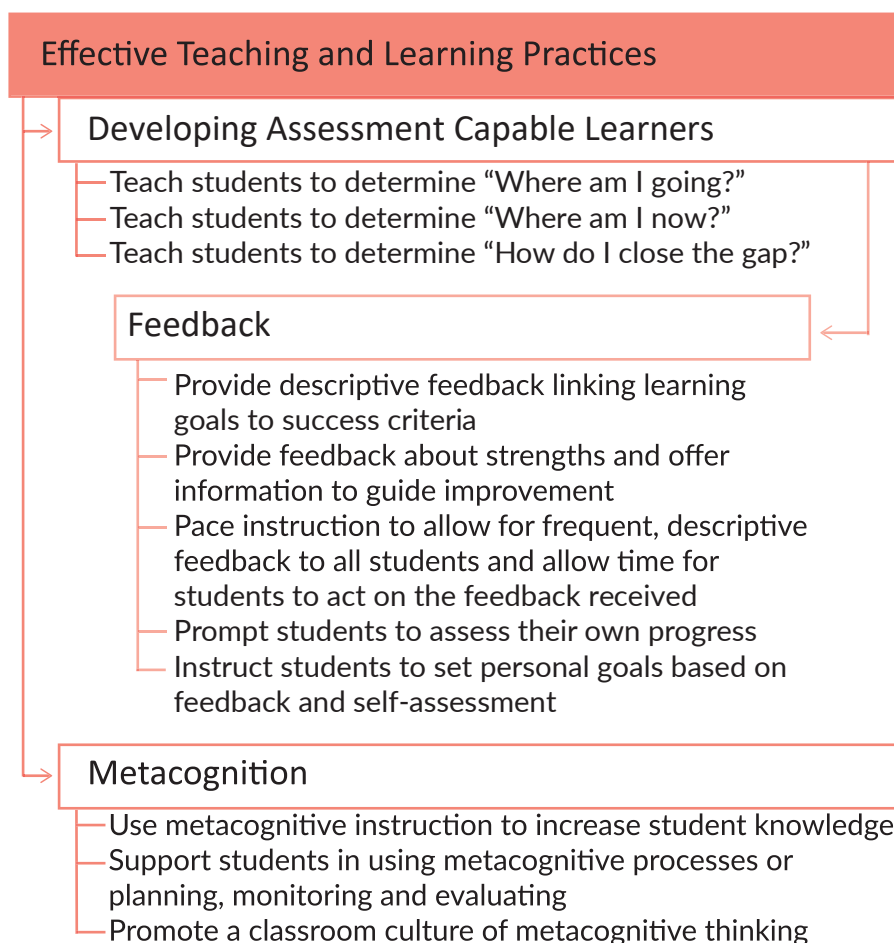 Effective Teaching and Learning Practices
Developing Assessment Capable Learners
Teach students to determine “Where am I going?”
Teach students to determine “Where am I now?”
Teach students to determine “How do I close the gap?”
Feedback
Provide descriptive feedback linking learning
goals to success criteria
Provide feedback about strengths and offer
information to guide improvement
Pace instruction to allow for frequent, descriptive
feedback to all students and allow time for
students to act on the feedback received
Prompt students to assess their own progress
Instruct students to set personal goals based on
feedback and self-assessment
Metacognition
Use metacognitive instruction to increase student knowledge
Support students in using metacognitive processes or
planning, monitoring and evaluating
Promote a classroom culture of metacognitive thinking